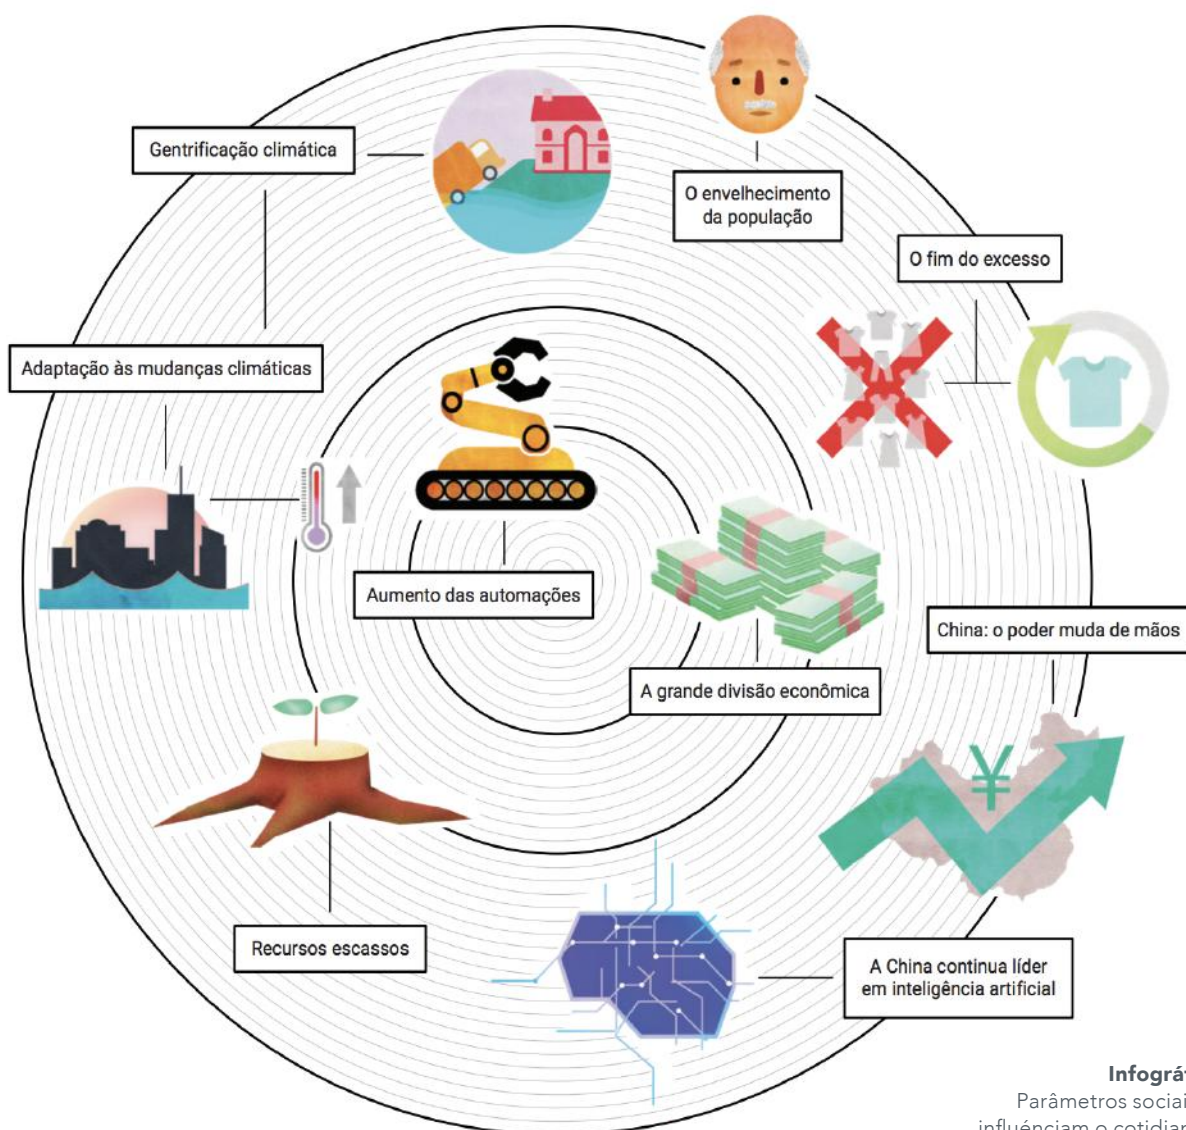 Gentrificação climática
O envelhecimento
da população
O fim do excesso
Adaptação às mudanças climáticas
Aumento das automações
China: o poder muda de mãos
A grande divisão econômica
¥
Recursos escassos
A China continua líder
em inteligência artificial
Parâmetros
o